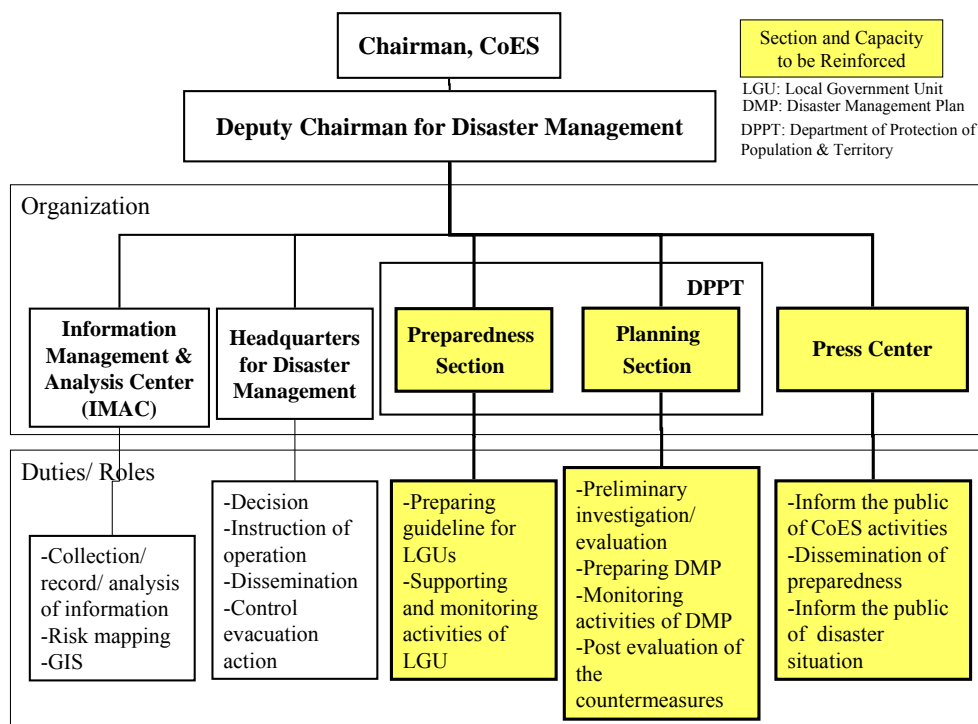 Chairman, CoES
Section and Capacity
to be Reinforced
LGU: Local Government Unit
DMP: Disaster Management Plan
DPPT: Department of Protection of
Population & Territory
Deputy Chairman for Disaster Management
Organization
DPPT
Information
Management &
Analysis Center
(IMAC)
Headquarters
for Disaster
Management
Preparedness
Section
Planning
Section
Press Center
Duties/ Roles
-Collection/
record/ analysis
of information
-Risk mapping
-GIS
-Decision
-Instruction of
operation
-Dissemination
-Control
evacuation
action
-Preparing
guideline for
LGUs
-Supporting
and monitoring
activities of
LGU
-Preliminary
investigation/
evaluation
-Preparing DMP
-Monitoring
activities of DMP
-Post evaluation of
the
countermeasures
-Inform the public
of CoES activities
-Dissemination of
preparedness
-Inform the public
of disaster
situation